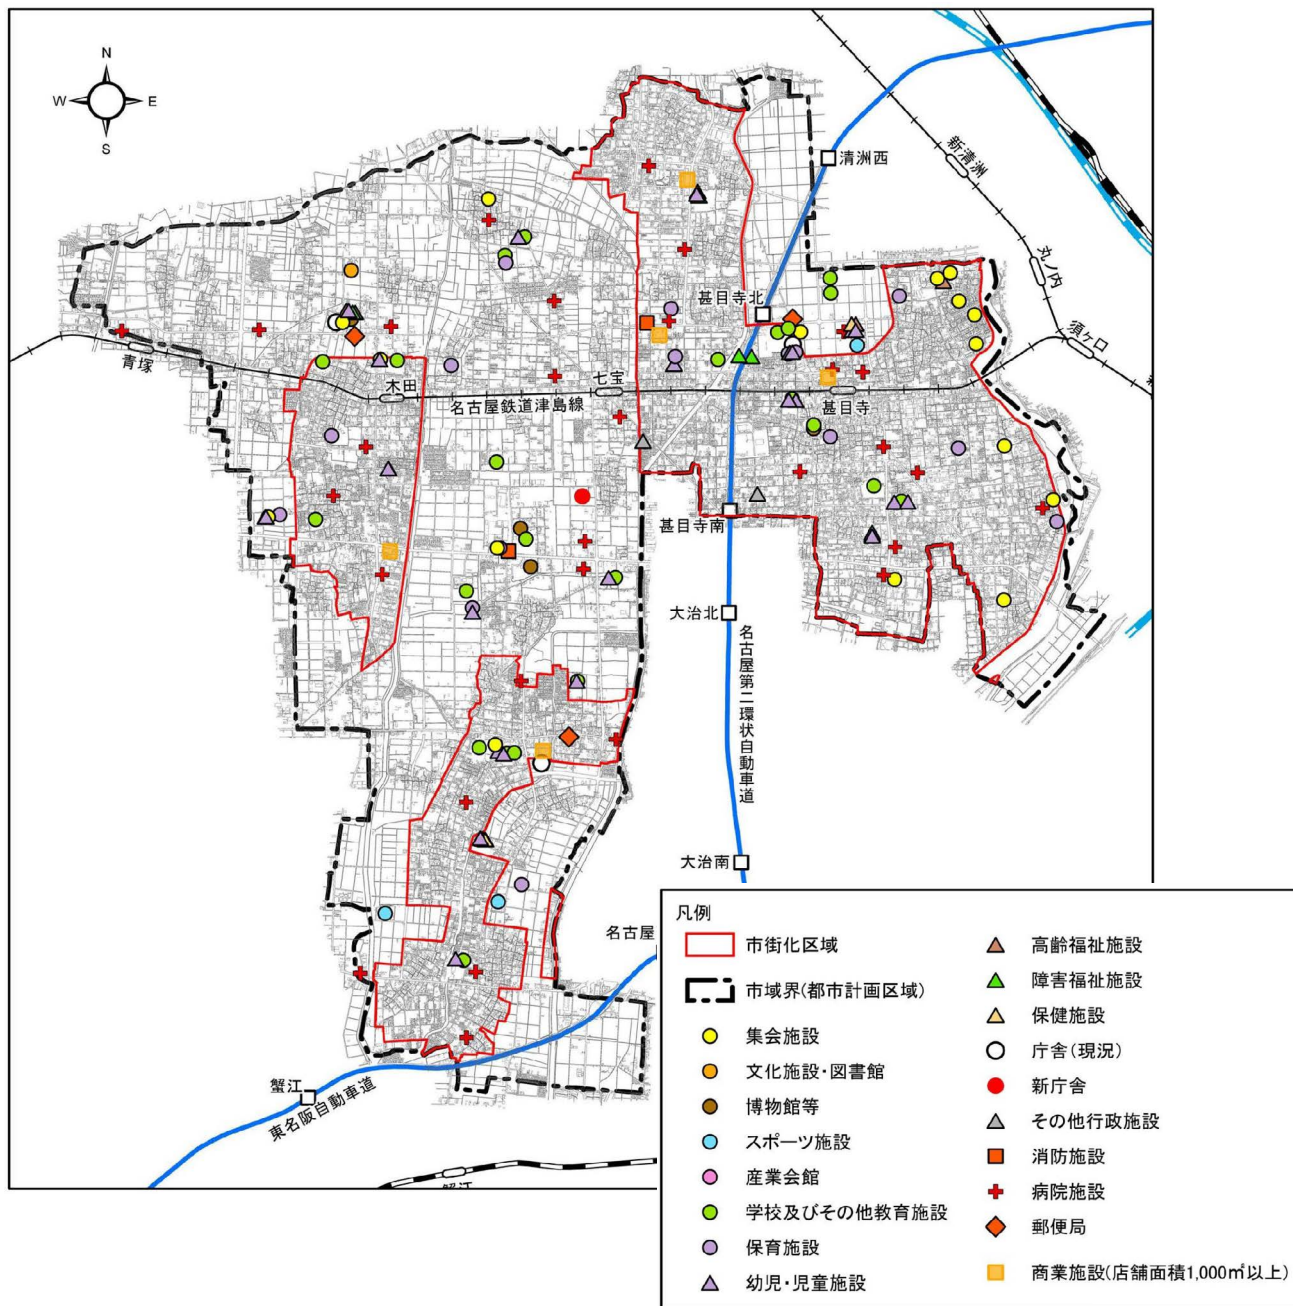 N
W
E
S
清洲西
新清洲
丸ノ内
須ヶ口
甚目寺北
青塚
木田
七宝
名古屋鉄道津島線
甚目寺
甚目寺南
大治北
名古屋第二環状自動車道
大治南
名古屋
蟹江
東名阪自動車道
凡例
市街化区域
市域界(都市計画区域)
集会施設
文化施設・図書館
博物館等
スポーツ施設
産業会館
学校及びその他教育施設
保育施設
幼児・児童施設
高齢福祉施設
障害福祉施設
保健施設
庁舎(現況)
新庁舎
その他行政施設
消防施設
病院施設
郵便局
商業施設(店舗面積1,000㎡以上)